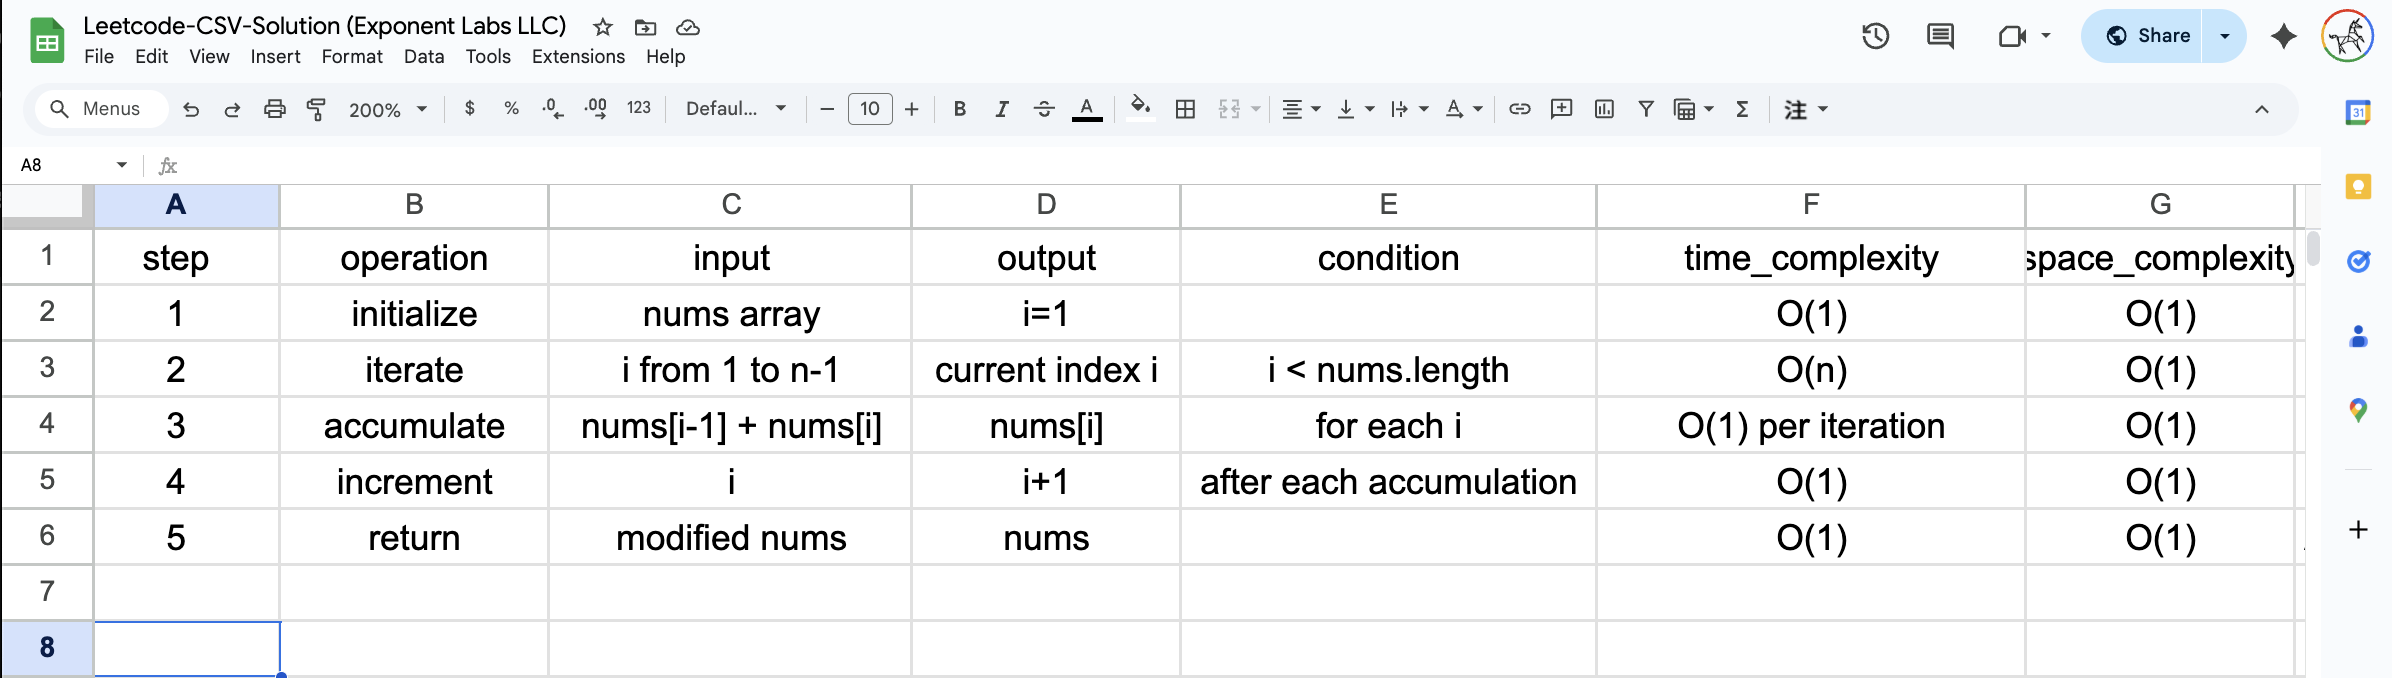 Leetcode-CSV-Solution (Exponent Labs LLC)
File Edit View Insert Format Data Tools Extensions Help
Share
Menus 200% $ % .0 .00 123 Defaul... 10 B I A A Σ 注
31
A8 fx
A B C D E F G
1 step operation input output condition time_complexity space_complexity
2 1 initialize nums array i=1 O(1) O(1)
3 2 iterate i from 1 to n-1 current index i i < nums.length O(n) O(1)
4 3 accumulate nums[i-1] + nums[i] nums[i] for each i O(1) per iteration O(1)
5 4 increment i i+1 after each accumulation O(1) O(1)
6 5 return modified nums nums O(1) O(1)
7
8